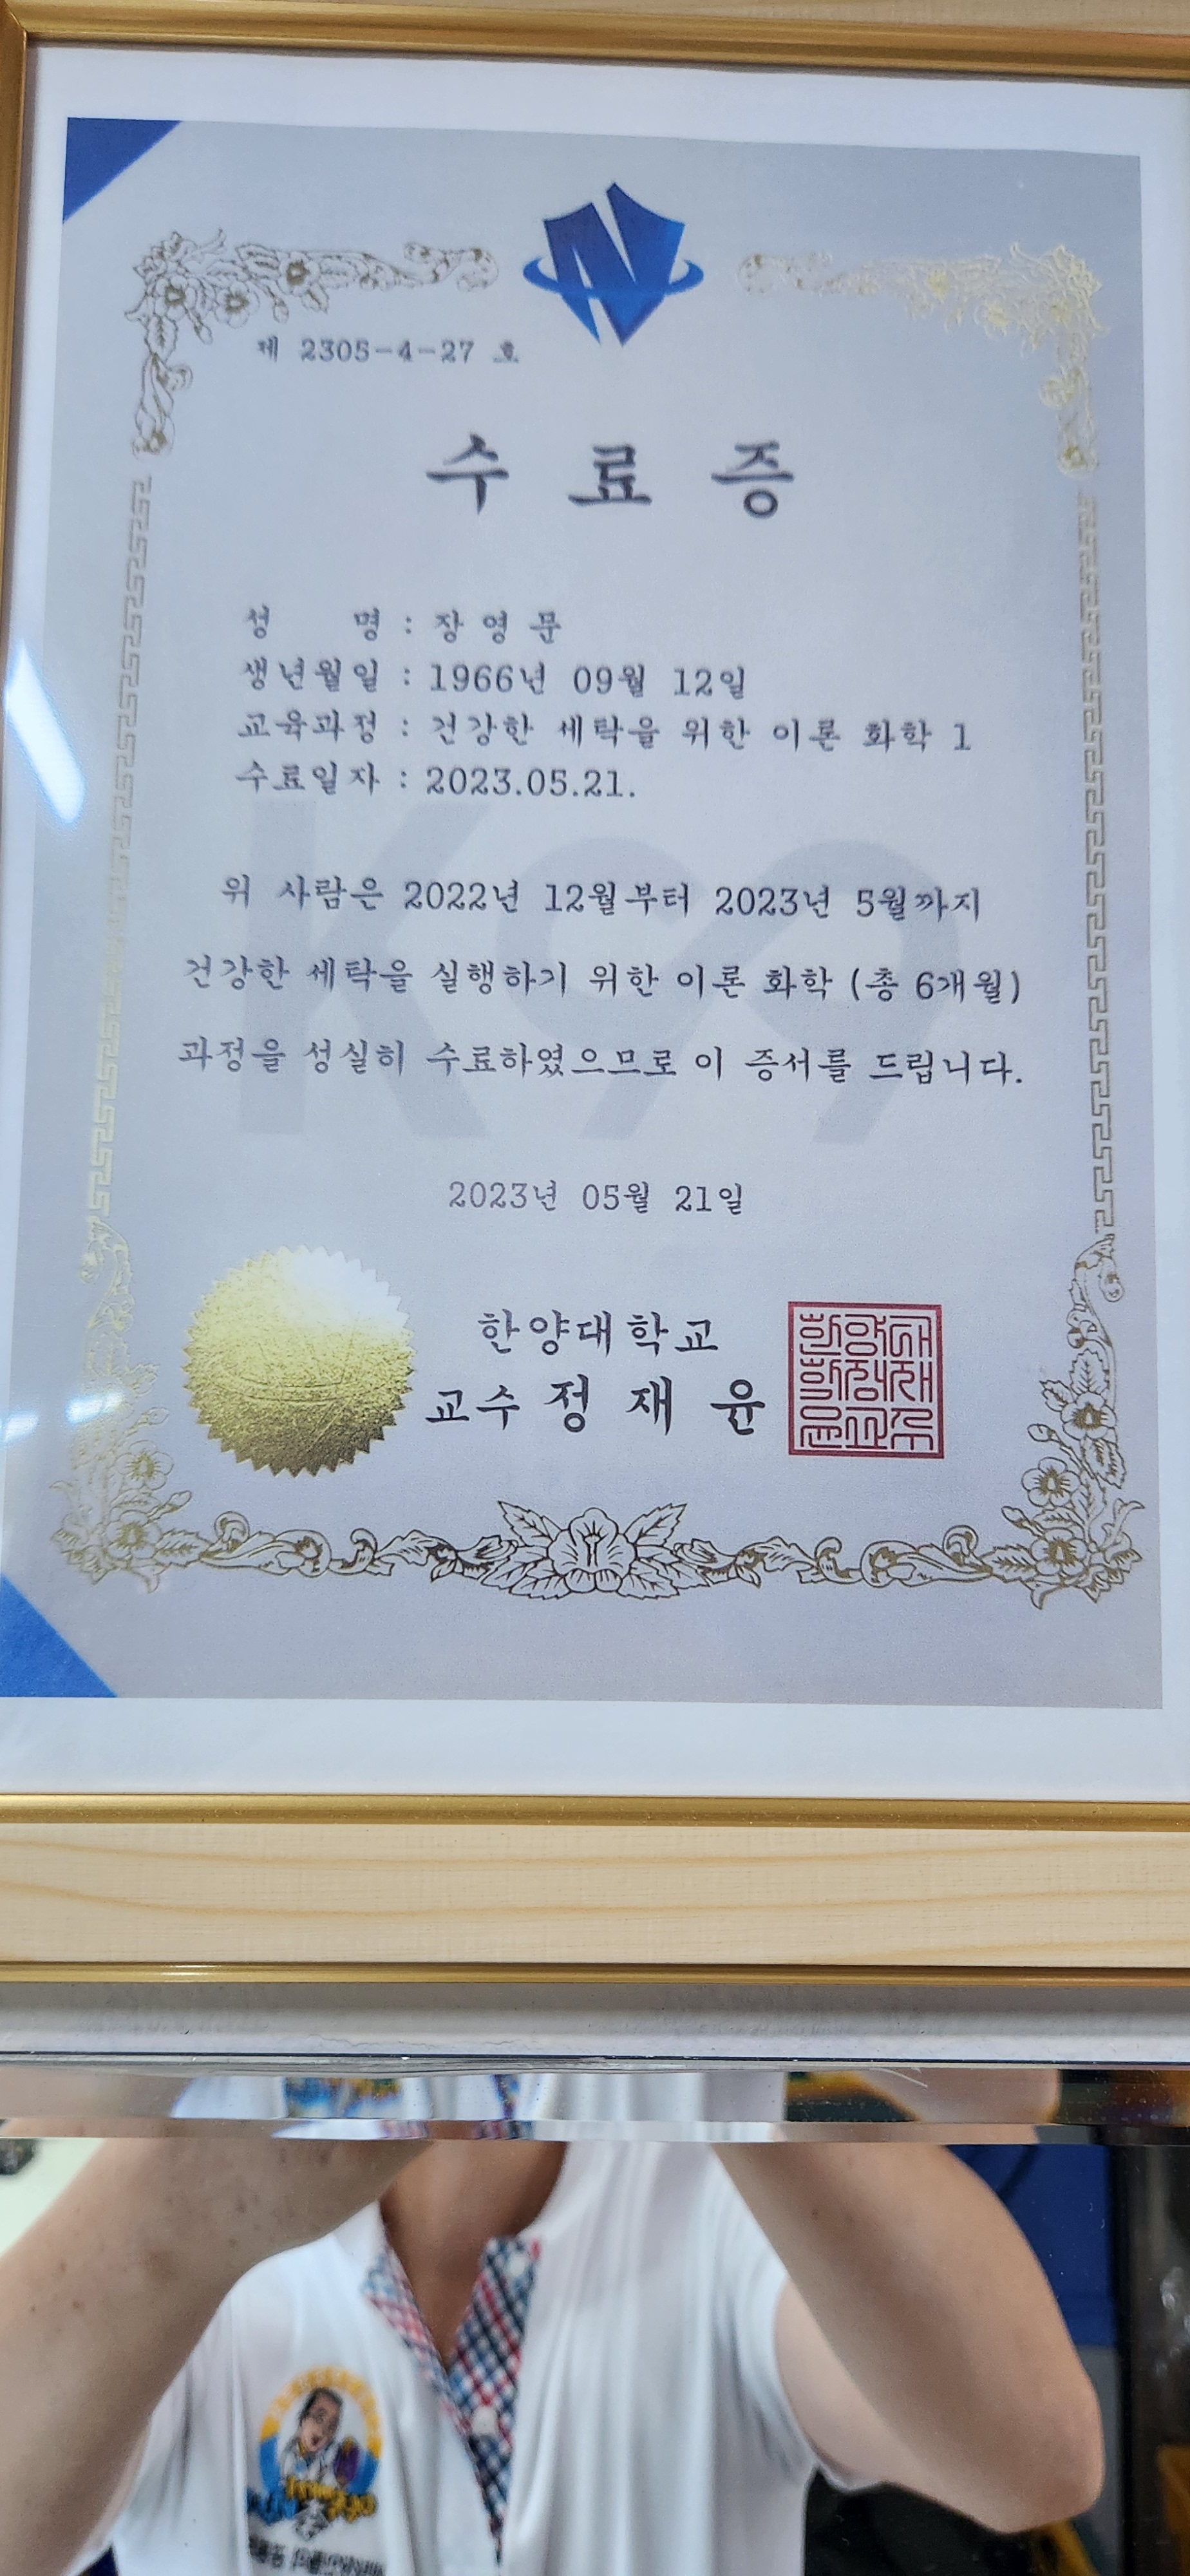 제 2305-4-27 호
수 료 증
성 명 : 장 영 문
생년월일 : 1966년 09월 12일
교육과정 : 건강한 세탁을 위한 이론 화학 1
수료일자 : 2023.05.21.
위 사람은 2022년 12월부터 2023년 5월까지
건강한 세탁을 실행하기 위한 이론 화학 (총 6개월)
과정을 성실히 수료하였으므로 이 증서를 드립니다.
2023년 05월 21일
한양대학교
교수 정 재 윤